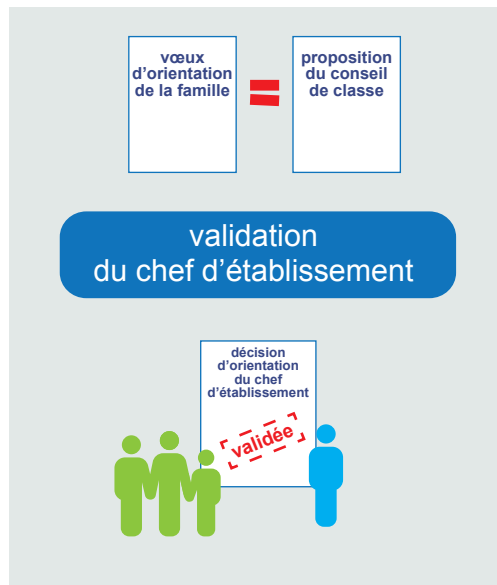 vœux
d'orientation
de la famille
=
proposition
du conseil
de classe
validation
du chef d'établissement
décision
d'orientation
du chef
d'établissement
validée